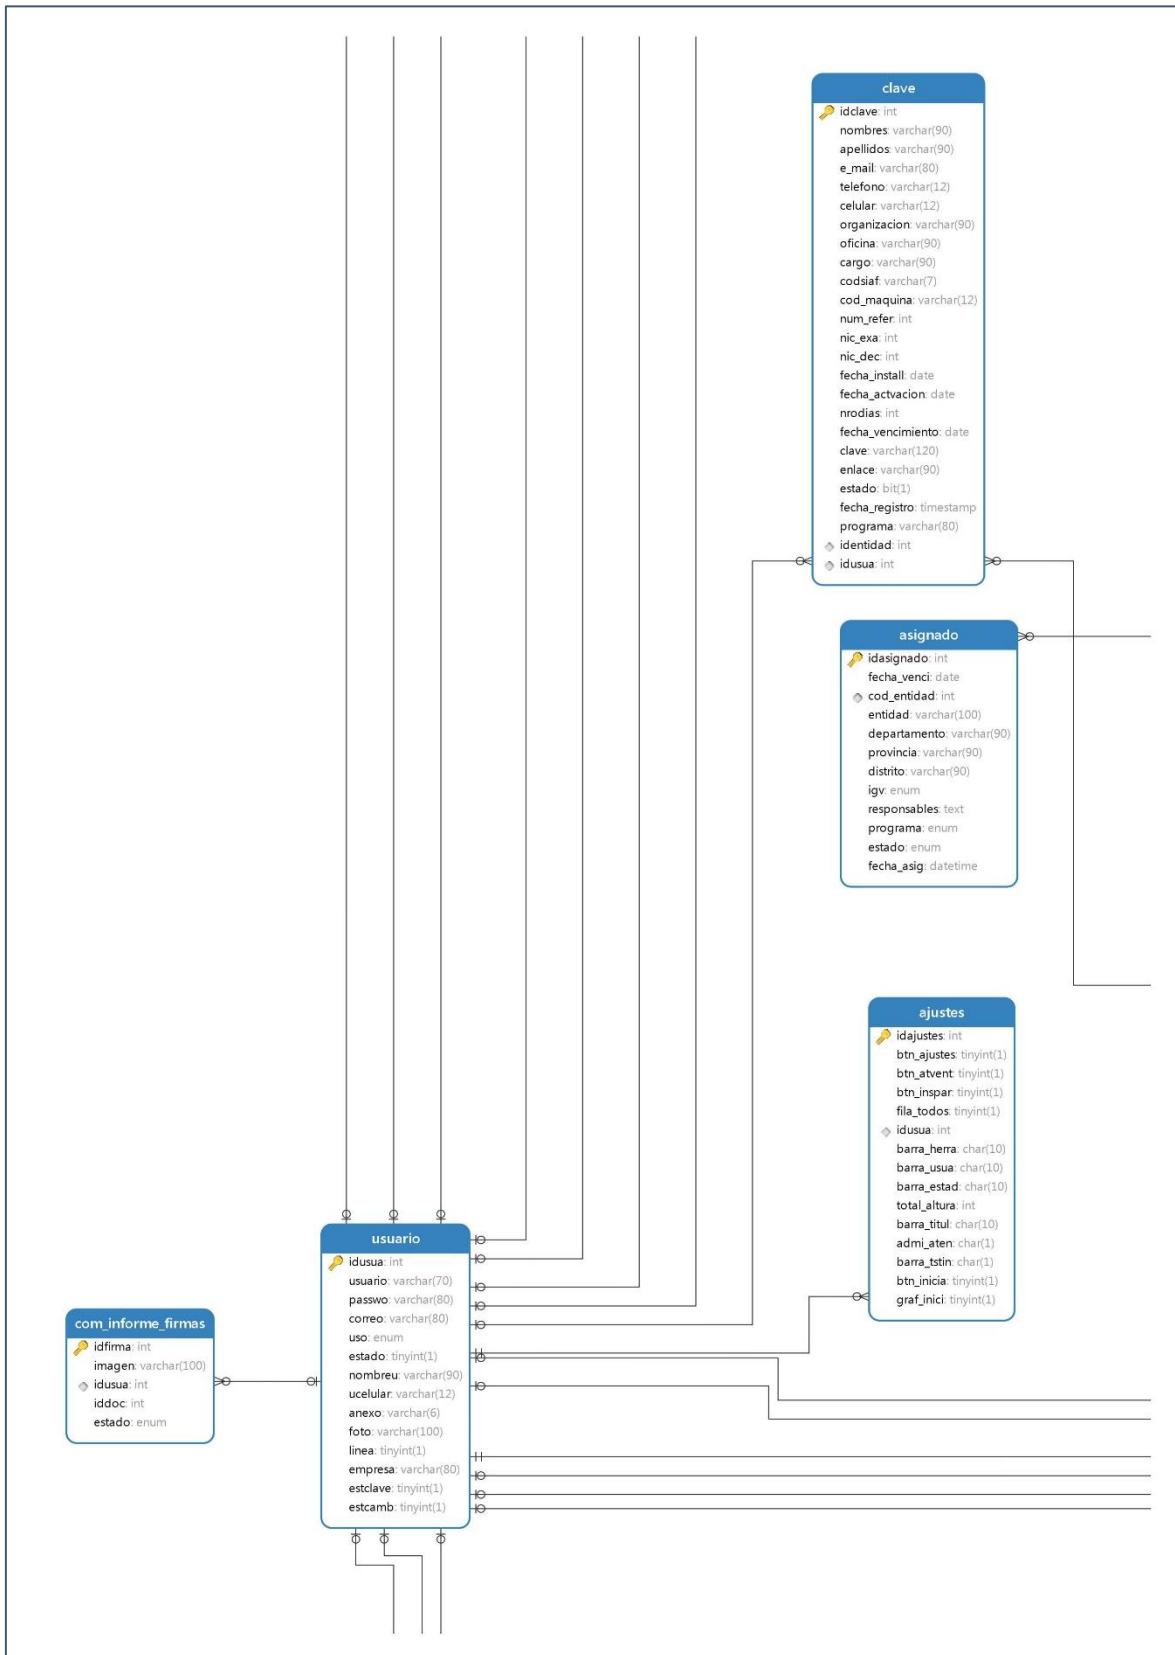 clave
idclave: int
nombres: varchar(90)
apellidos: varchar(90)
e_mail: varchar(80)
telefono: varchar(12)
celular: varchar(12)
organizacion: varchar(90)
oficina: varchar(90)
cargo: varchar(90)
codsiaf: varchar(7)
cod_maquina: varchar(12)
num_refer: int
nic_exa: int
nic_dec: int
fecha_install: date
fecha_actvacion: date
nrodias: int
fecha_vencimiento: date
clave: varchar(120)
enlace: varchar(90)
estado: bit(1)
fecha_registro: timestamp
programa: varchar(80)
identidad: int
idusua: int
asignado
idasignado: int
fecha_venci: date
cod_entidad: int
entidad: varchar(100)
departamento: varchar(90)
provincia: varchar(90)
distrito: varchar(90)
igv: enum
responsables: text
programa: enum
estado: enum
fecha_asig: datetime
ajustes
idajustes: int
btn_ajustes: tinyint(1)
btn_atvent: tinyint(1)
btn_inspar: tinyint(1)
fila_todos: tinyint(1)
idusua: int
barra_herra: char(10)
barra_usua: char(10)
barra_estad: char(10)
total_altura: int
barra_titul: char(10)
admi_aten: char(1)
barra_tstin: char(1)
btn_inicia: tinyint(1)
graf_inici: tinyint(1)
usuario
idusua: int
usuario: varchar(70)
passwo: varchar(80)
correo: varchar(80)
uso: enum
estado: tinyint(1)
nombreu: varchar(90)
ucelular: varchar(12)
anexo: varchar(6)
foto: varchar(100)
linea: tinyint(1)
empresa: varchar(80)
estclave: tinyint(1)
estcamb: tinyint(1)
com_informe_firmas
idfirma: int
imagen: varchar(100)
idusua: int
iddoc: int
estado: enum